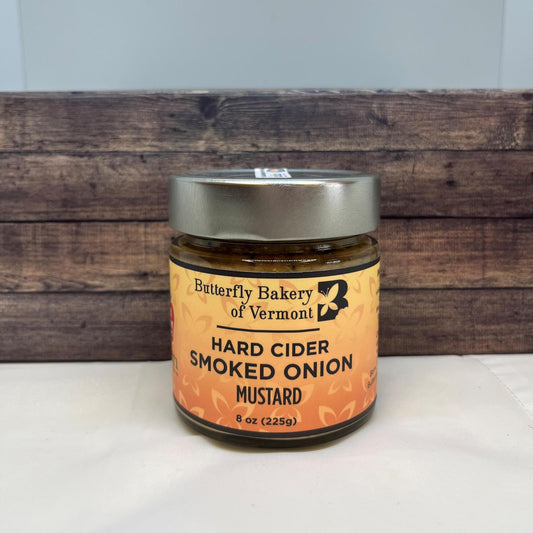 Butterfly Bakery
of Vermont
HARD CIDER
SMOKED ONION
MUSTARD
8 oz (225g)